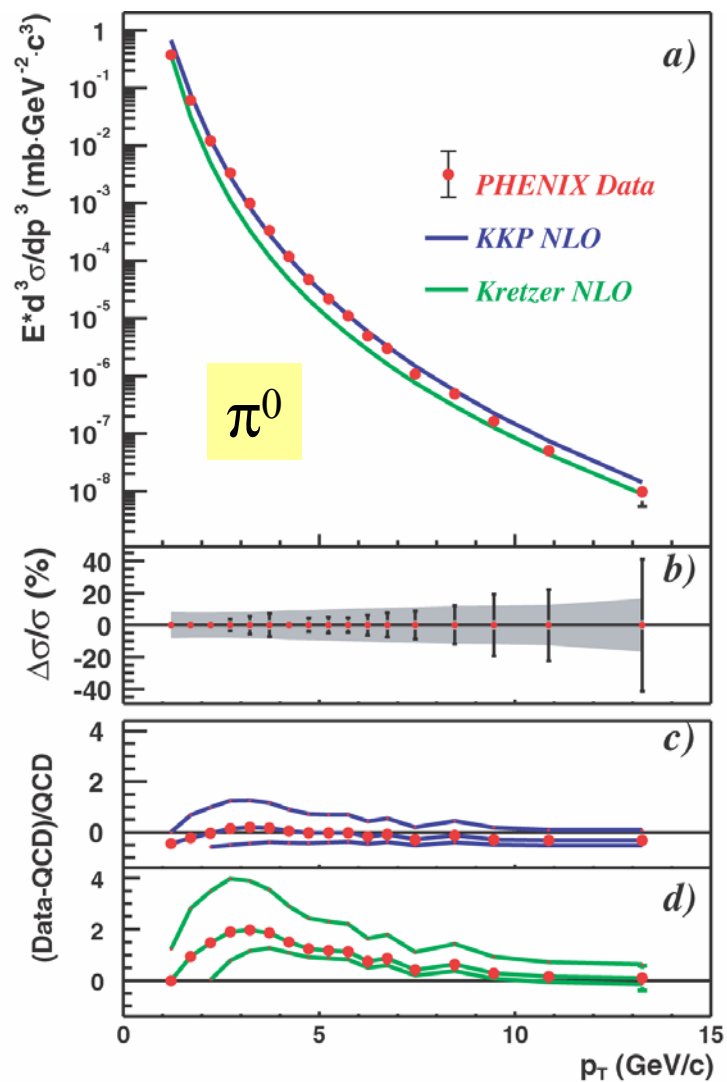 E*d³σ/dp³ (mb·GeV⁻²·c³)
1
10⁻¹
10⁻²
10⁻³
10⁻⁴
10⁻⁵
10⁻⁶
10⁻⁷
10⁻⁸
a)
PHENIX Data
KKP NLO
Kretzer NLO
π⁰
Δσ/σ (%)
40
20
0
-20
-40
b)
(Data-QCD)/QCD
4
2
0
c)
4
2
0
d)
0 5 10 15
p_T (GeV/c)